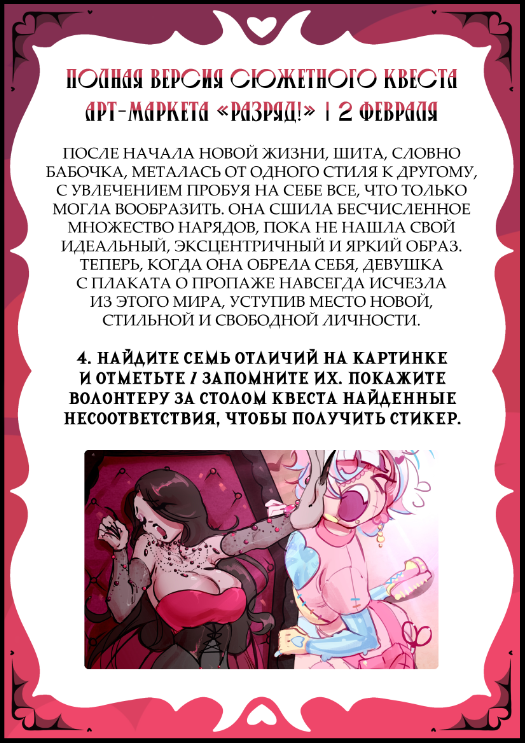 ПОЛНАЯ ВЕРСИЯ СЮЖЕТНОГО КВЕСТА
АРТ-МАРКЕТА «РАЗРЯД!» | 2 ФЕВРАЛЯ
ПОСЛЕ НАЧАЛА НОВОЙ ЖИЗНИ, ШИТА, СЛОВНО
БАБОЧКА, МЕТАЛАСЬ ОТ ОДНОГО СТИЛЯ К ДРУГОМУ,
С УВЛЕЧЕНИЕМ ПРОБУЯ НА СЕБЕ ВСЕ, ЧТО ТОЛЬКО
МОГЛА ВООБРАЗИТЬ. ОНА СШИЛА БЕСЧИСЛЕННОЕ
МНОЖЕСТВО НАРЯДОВ, ПОКА НЕ НАШЛА СВОЙ
ИДЕАЛЬНЫЙ, ЭКСЦЕНТРИЧНЫЙ И ЯРКИЙ ОБРАЗ.
ТЕПЕРЬ, КОГДА ОНА ОБРЕЛА СЕБЯ, ДЕВУШКА
С ПЛАКАТА О ПРОПАЖЕ НАВСЕГДА ИСЧЕЗЛА
ИЗ ЭТОГО МИРА, УСТУПИВ МЕСТО НОВОЙ,
СТИЛЬНОЙ И СВОБОДНОЙ ЛИЧНОСТИ.
4. НАЙДИТЕ СЕМЬ ОТЛИЧИЙ НА КАРТИНКЕ
И ОТМЕТЬТЕ / ЗАПОМНИТЕ ИХ. ПОКАЖИТЕ
ВОЛОНТЕРУ ЗА СТОЛОМ КВЕСТА НАЙДЕННЫЕ
НЕСООТВЕТСТВИЯ, ЧТОБЫ ПОЛУЧИТЬ СТИКЕР.